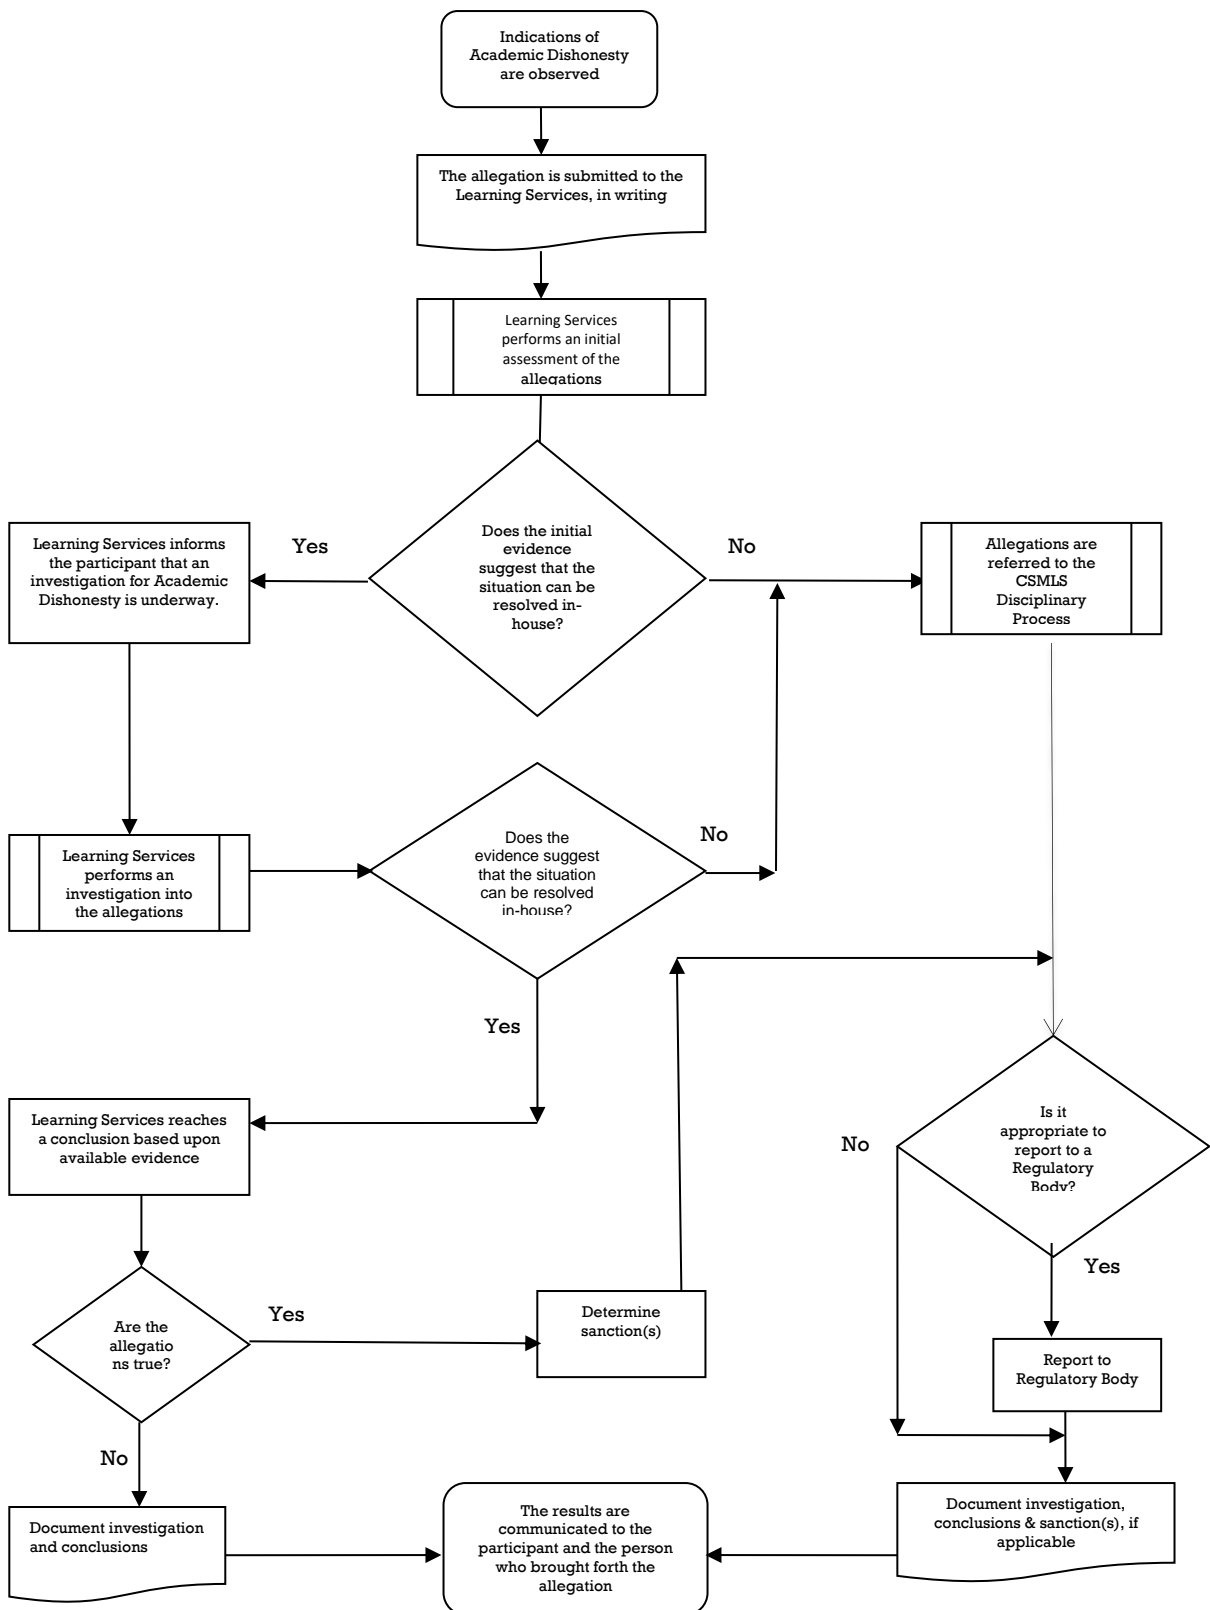 Indications of
Academic Dishonesty
are observed
The allegation is submitted to the
Learning Services, in writing
Learning Services
performs an initial
assessment of the
allegations
Does the initial
evidence
suggest that the
situation can be
resolved in-
house?
Yes
No
Learning Services informs
the participant that an
investigation for Academic
Dishonesty is underway.
Allegations are
referred to the
CSMLS
Disciplinary
Process
Learning Services
performs an
investigation into
the allegations
Does the
evidence suggest
that the situation
can be resolved
in-house?
No
Yes
Learning Services reaches
a conclusion based upon
available evidence
Is it
appropriate to
report to a
Regulatory
Body?
No
Yes
Are the
allegatio
ns true?
Yes
Determine
sanction(s)
Report to
Regulatory Body
No
Document investigation
and conclusions
The results are
communicated to the
participant and the person
who brought forth the
allegation
Document investigation,
conclusions & sanction(s), if
applicable